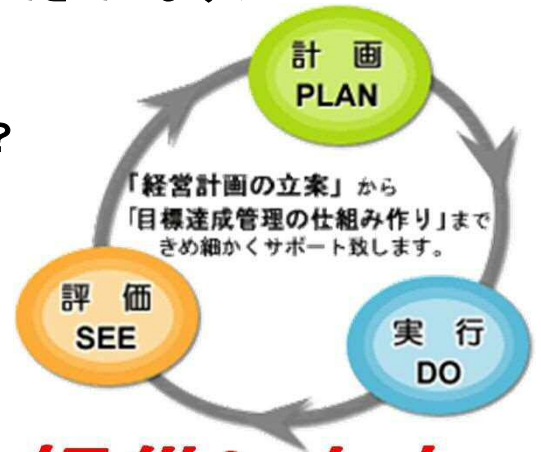 ?
計 画
PLAN
「経営計画の立案」から
「目標達成管理の仕組み作り」まで
きめ細かくサポート致します。
評 価
SEE
実 行
DO